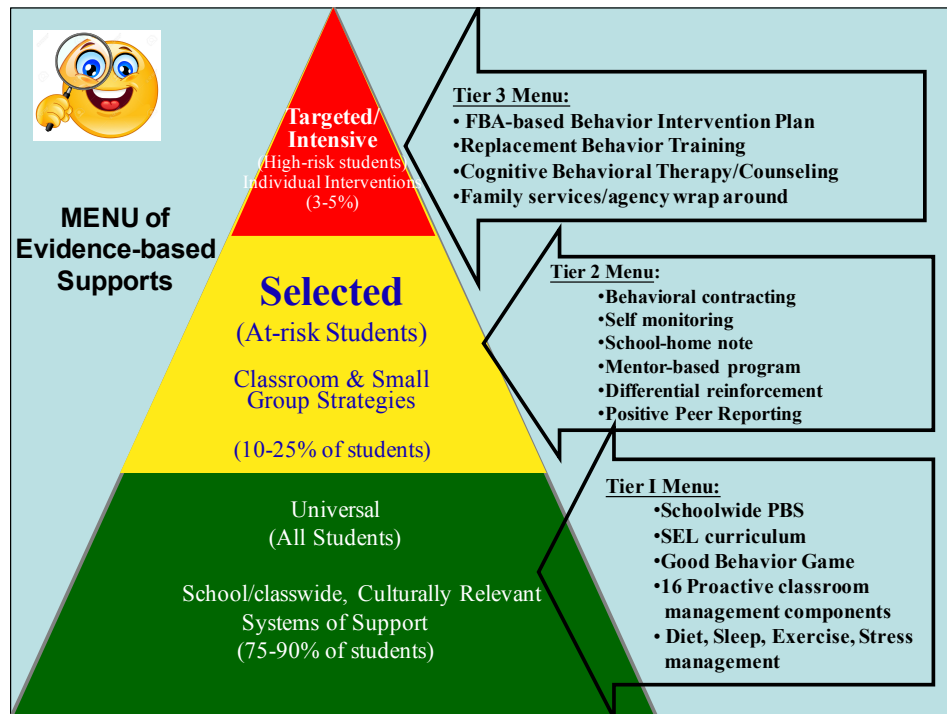 MENU of
Evidence-based
Supports
Targeted/
Intensive
(High-risk students)
Individual Interventions
(3-5%)
Selected
(At-risk Students)
Classroom & Small
Group Strategies
(10-25% of students)
Universal
(All Students)
School/classwide, Culturally Relevant
Systems of Support
(75-90% of students)
Tier 3 Menu:
• FBA-based Behavior Intervention Plan
• Replacement Behavior Training
• Cognitive Behavioral Therapy/Counseling
• Family services/agency wrap around
Tier 2 Menu:
•Behavioral contracting
•Self monitoring
•School-home note
•Mentor-based program
•Differential reinforcement
•Positive Peer Reporting
Tier I Menu:
•Schoolwide PBS
•SEL curriculum
•Good Behavior Game
•16 Proactive classroom
management components
• Diet, Sleep, Exercise, Stress
management